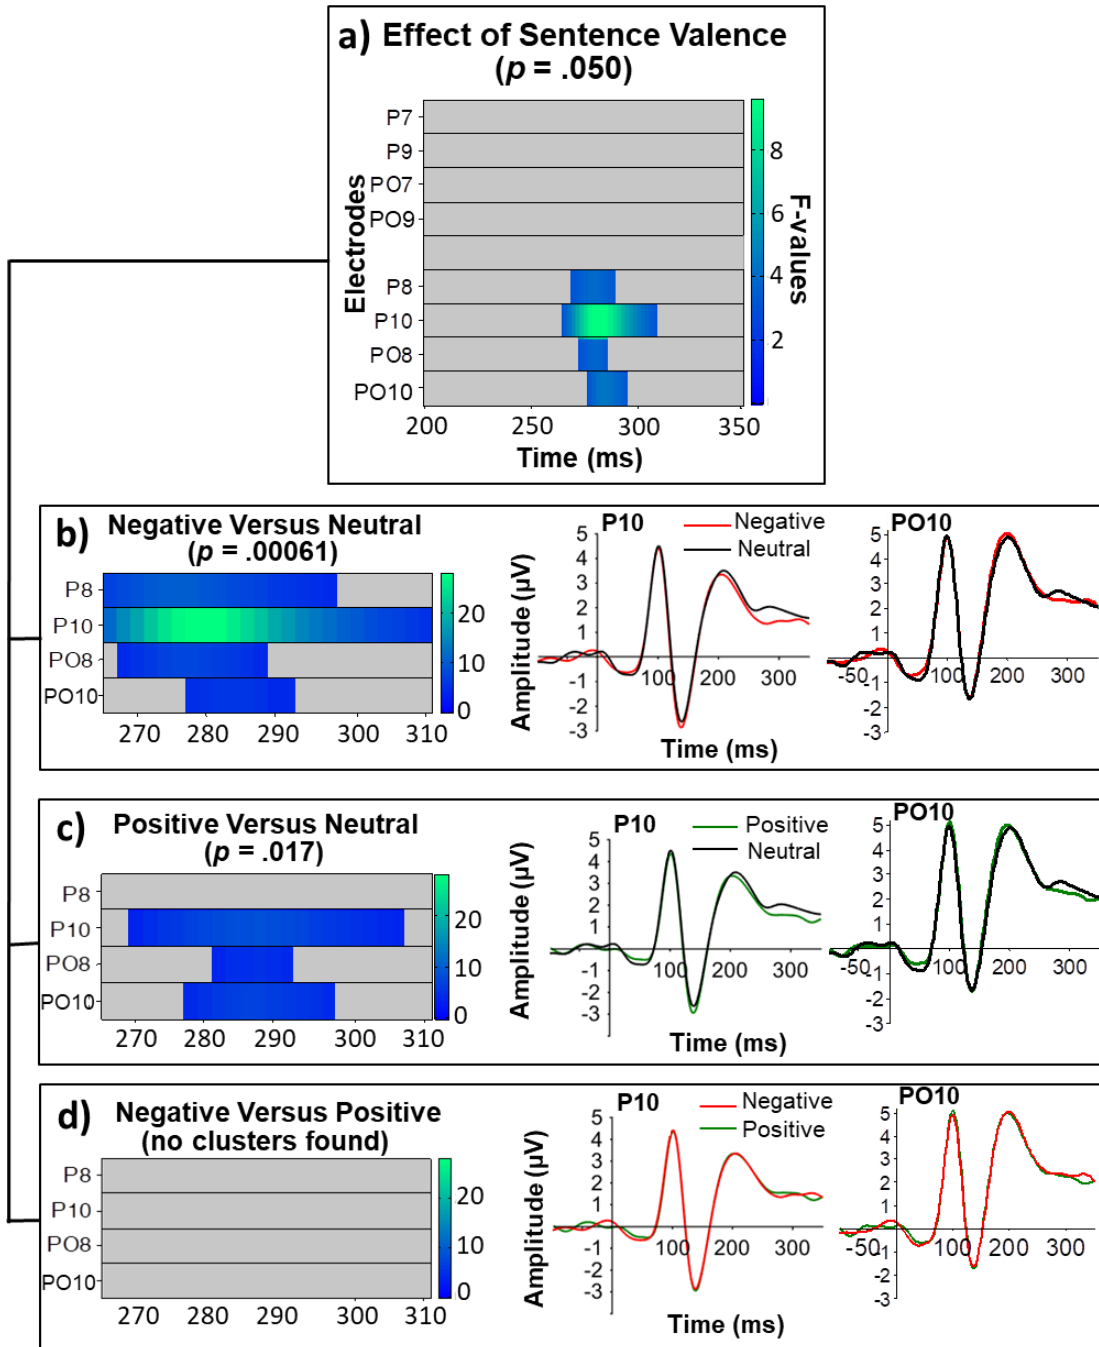 a) Effect of Sentence Valence
(p = .050)
Electrodes
P7
P9
PO7
PO9
P8
P10
PO8
PO10
200 250 300 350
Time (ms)
8
6
4
2
F-values
b) Negative Versus Neutral
(p = .00061)
P8
P10
PO8
PO10
270 280 290 300 310
20
10
0
P10
Negative
Neutral
Amplitude (µV)
5
4
3
2
1
-1
-2
-3
100 200 300
Time (ms)
PO10
5
4
3
2
1
-1
-2
-3
-50 100 200 300
c) Positive Versus Neutral
(p = .017)
P8
P10
PO8
PO10
270 280 290 300 310
20
10
0
P10
Positive
Neutral
Amplitude (µV)
5
4
3
2
1
-1
-2
-3
100 200 300
Time (ms)
PO10
5
4
3
2
1
-1
-2
-3
-50 100 200 300
d) Negative Versus Positive
(no clusters found)
P8
P10
PO8
PO10
270 280 290 300 310
20
10
0
P10
Negative
Positive
Amplitude (µV)
5
4
3
2
1
-1
-2
-3
100 200 300
Time (ms)
PO10
5
4
3
2
1
-1
-2
-3
-50 100 200 300